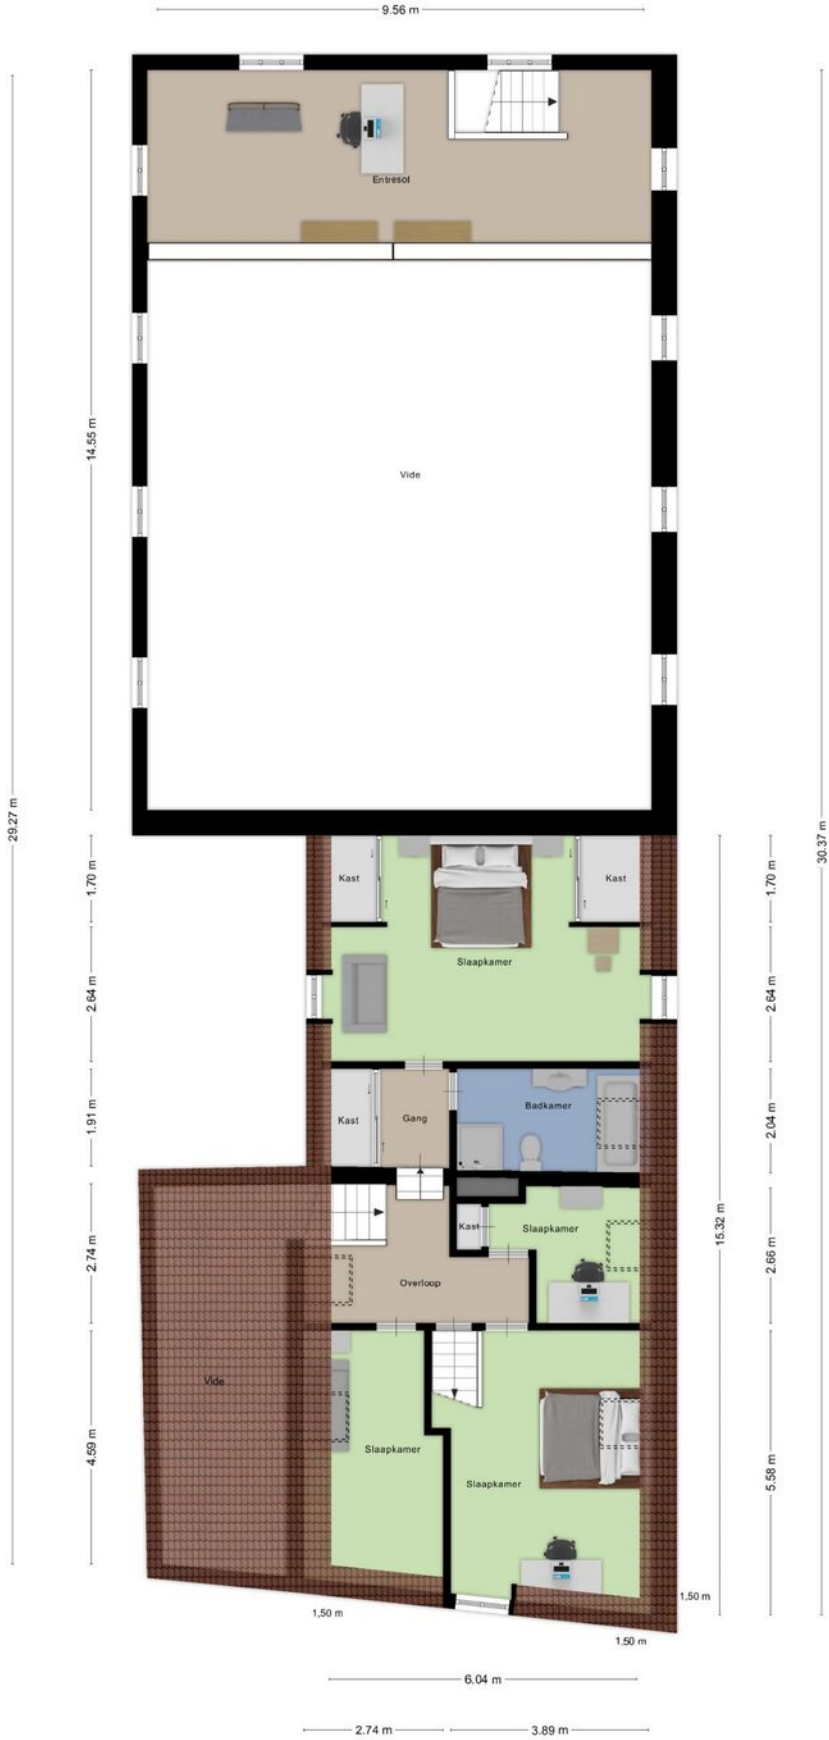 9.56 m
Entresol
14.55 m
Vide
29.27 m
30.37 m
1.70 m
Kast
Kast
1.70 m
Slaapkamer
2.64 m
2.64 m
1.91 m
Kast
Gang
Badkamer
2.04 m
2.74 m
Kast
Slaapkamer
2.66 m
15.32 m
Overloop
Vide
4.59 m
Slaapkamer
Slaapkamer
5.58 m
1,50 m
1,50 m
1.50 m
6.04 m
2.74 m
3.89 m